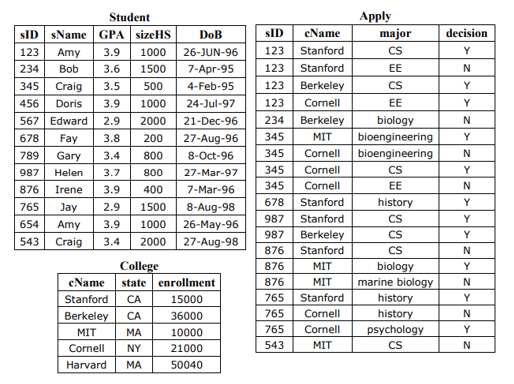 Student
sID sName GPA sizeHS DoB
123 Amy 3.9 1000 26-JUN-96
234 Bob 3.6 1500 7-Apr-95
345 Craig 3.5 500 4-Feb-95
456 Doris 3.9 1000 24-Jul-97
567 Edward 2.9 2000 21-Dec-96
678 Fay 3.8 200 27-Aug-96
789 Gary 3.4 800 8-Oct-96
987 Helen 3.7 800 27-Mar-97
876 Irene 3.9 400 7-Mar-96
765 Jay 2.9 1500 8-Aug-98
654 Amy 3.9 1000 26-May-96
543 Craig 3.4 2000 27-Aug-98
College
cName state enrollment
Stanford CA 15000
Berkeley CA 36000
MIT MA 10000
Cornell NY 21000
Harvard MA 50040
Apply
sID cName major decision
123 Stanford CS Y
123 Stanford EE N
123 Berkeley CS Y
123 Cornell EE Y
234 Berkeley biology N
345 MIT bioengineering Y
345 Cornell bioengineering N
345 Cornell CS Y
345 Cornell EE N
678 Stanford history Y
987 Stanford CS Y
987 Berkeley CS Y
876 Stanford CS N
876 MIT biology Y
876 MIT marine biology N
765 Stanford history Y
765 Cornell history N
765 Cornell psychology Y
543 MIT CS N